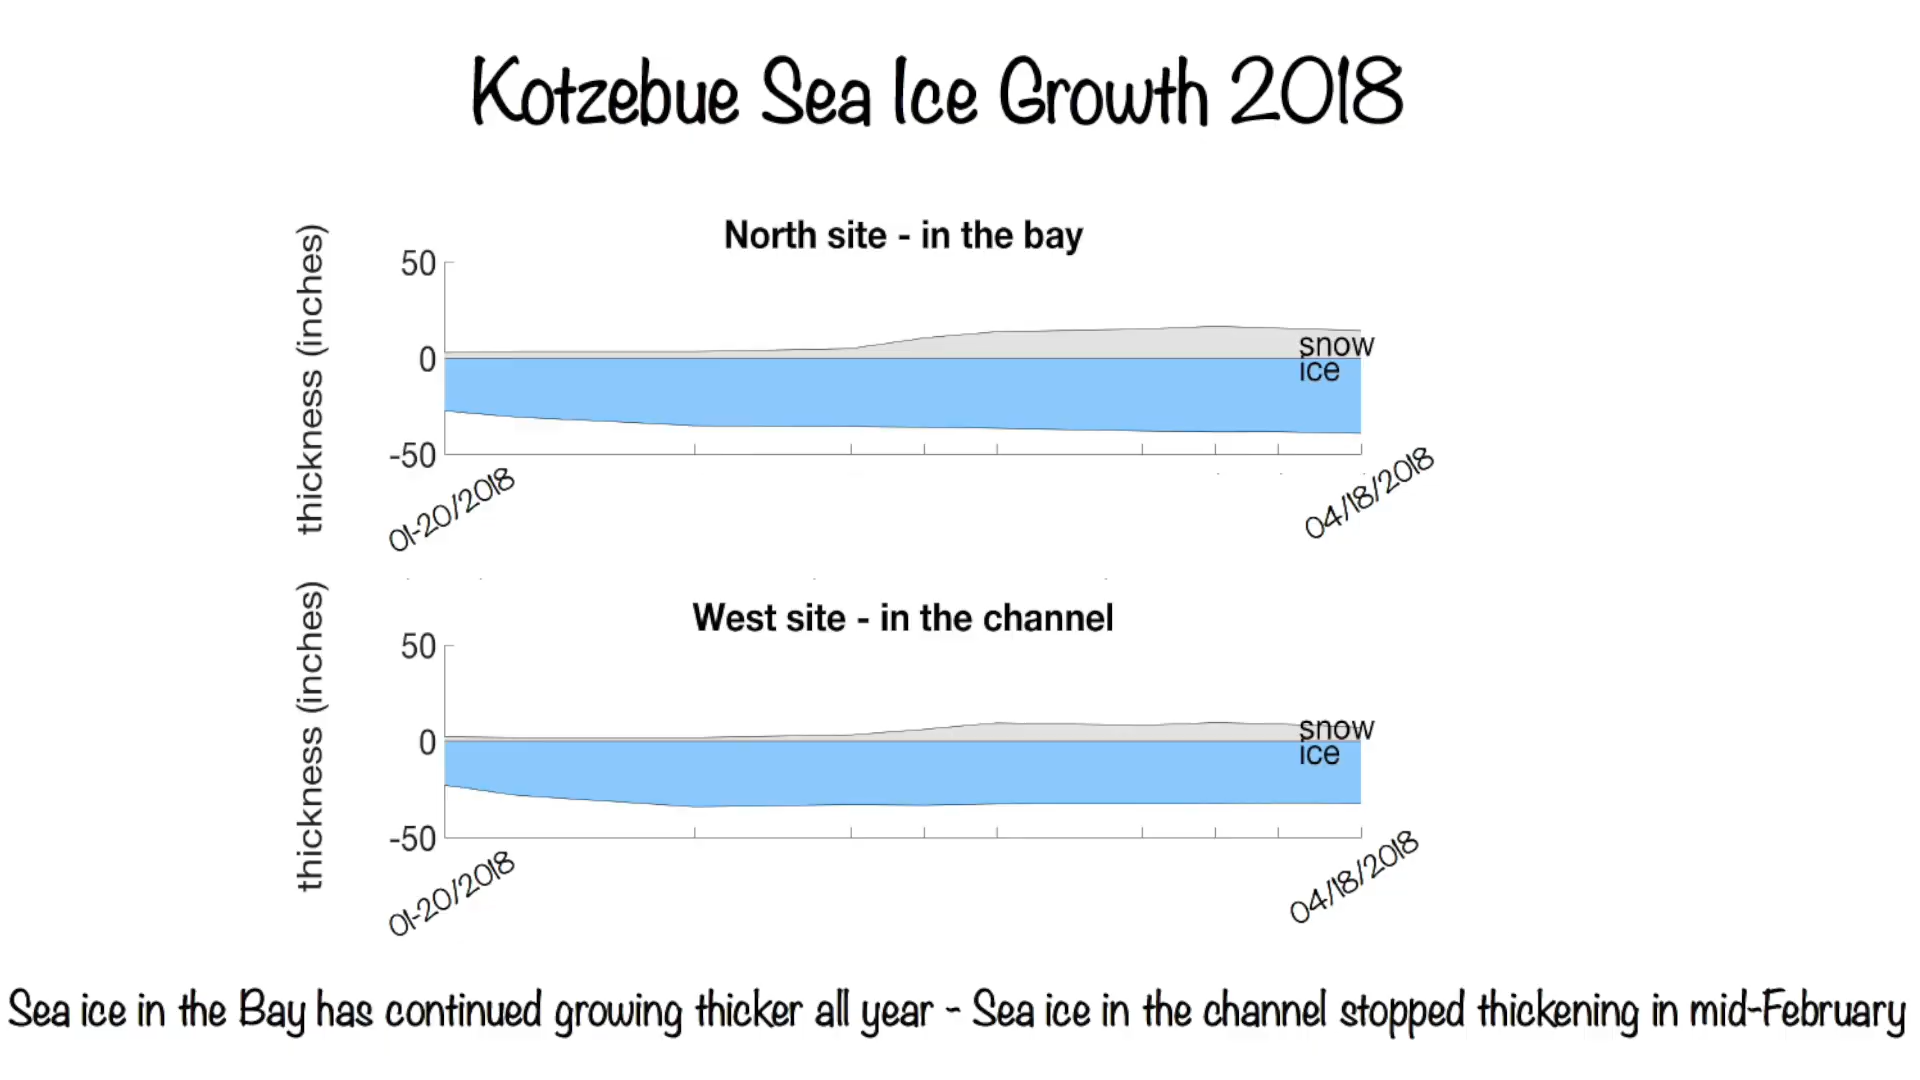 Kotzebue Sea Ice Growth 2018
North site - in the bay
thickness (inches)
50
0
-50
snow
ice
01-20/2018
04/18/2018
West site - in the channel
thickness (inches)
50
0
-50
snow
ice
01-20/2018
04/18/2018
Sea ice in the Bay has continued growing thicker all year - Sea ice in the channel stopped thickening in mid-February